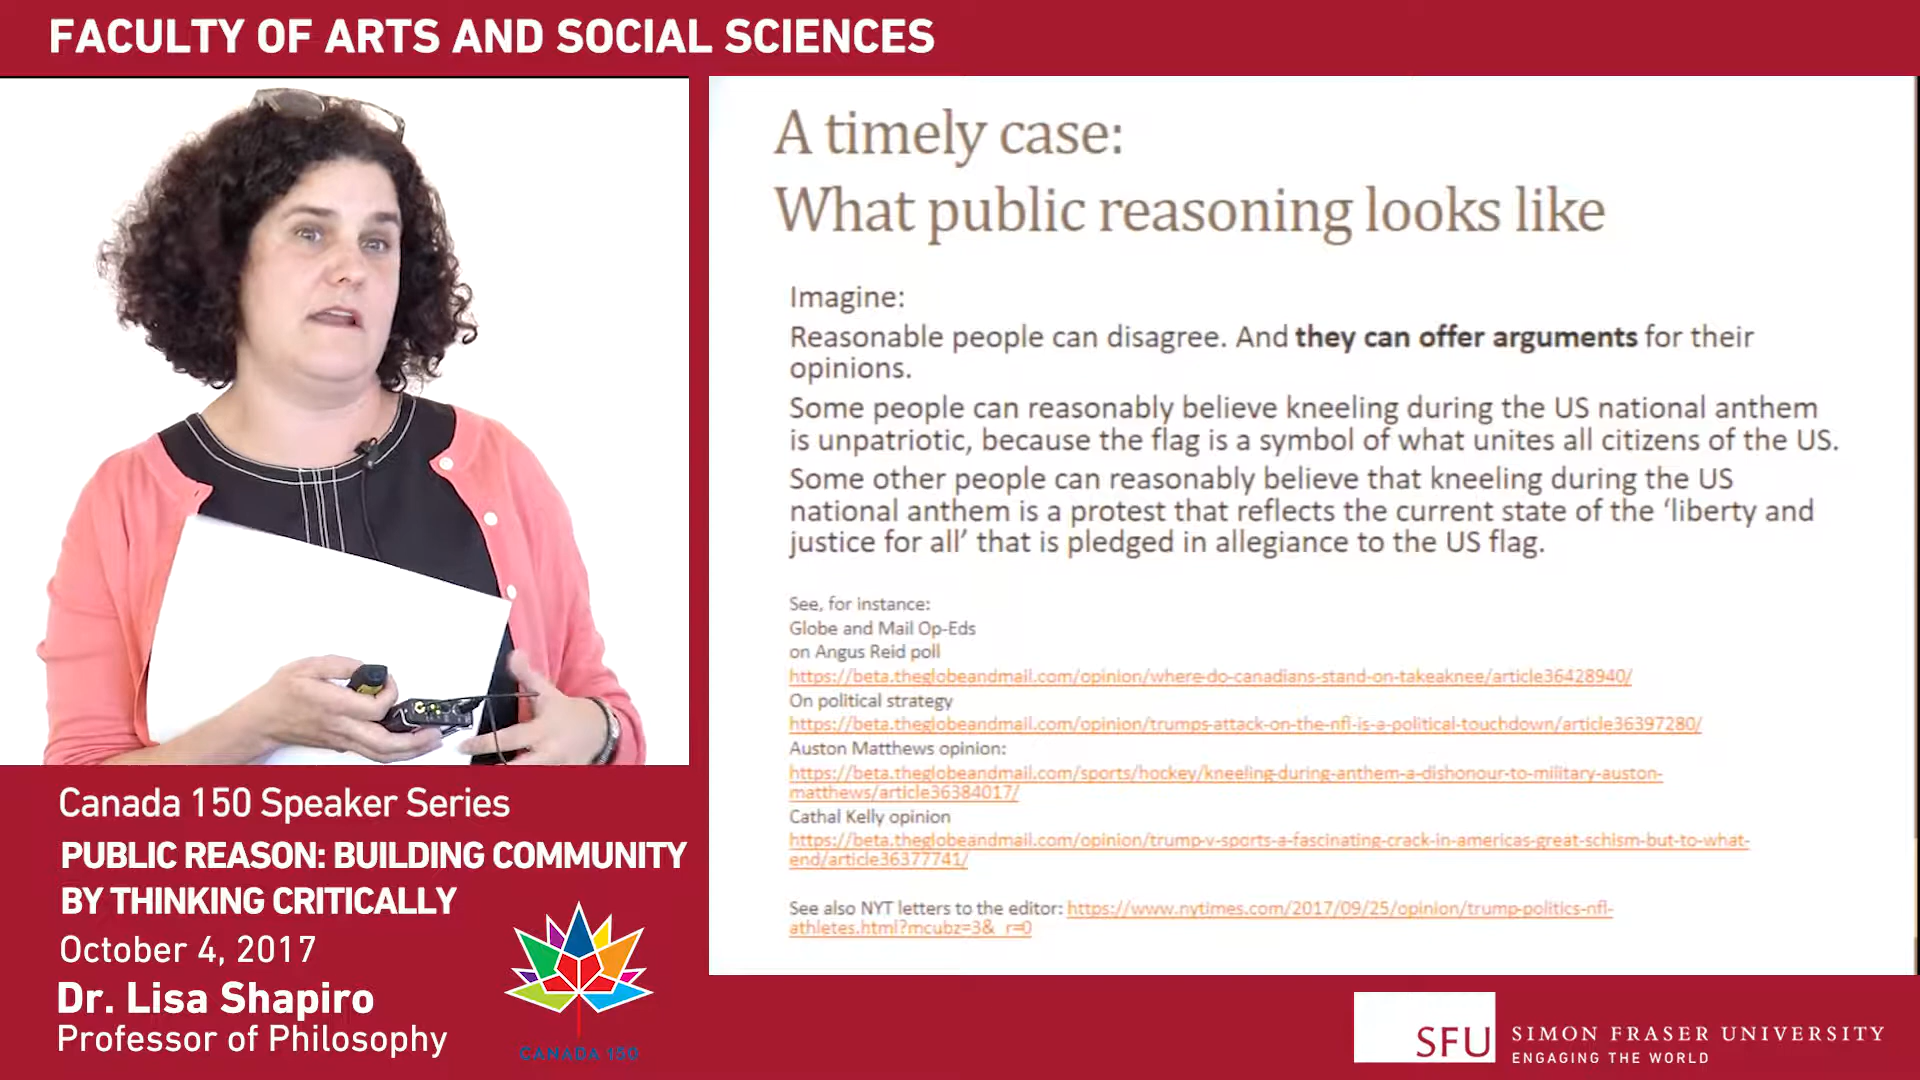 FACULTY OF ARTS AND SOCIAL SCIENCES
A timely case:
What public reasoning looks like
Imagine:
Reasonable people can disagree. And they can offer arguments for their
opinions.
Some people can reasonably believe kneeling during the US national anthem
is unpatriotic, because the flag is a symbol of what unites all citizens of the US.
Some other people can reasonably believe that kneeling during the US
national anthem is a protest that reflects the current state of the ‘liberty and
justice for all’ that is pledged in allegiance to the US flag.
See, for instance:
Globe and Mail Op-Eds
on Angus Reid poll
https://beta.theglobeandmail.com/opinion/where-do-canadians-stand-on-takeaknee/article36428940/
On political strategy
https://beta.theglobeandmail.com/opinion/trumps-attack-on-the-nfl-is-a-political-touchdown/article36397280/
Auston Matthews opinion:
https://beta.theglobeandmail.com/sports/hockey/kneeling-during-anthem-a-dishonour-to-military-auston-
matthews/article36384017/
Cathal Kelly opinion
https://beta.theglobeandmail.com/opinion/trump-v-sports-a-fascinating-crack-in-americas-great-schism-but-to-what-
end/article36377741/
See also NYT letters to the editor: https://www.nytimes.com/2017/09/25/opinion/trump-politics-nfl-
athletes.html?mcubz=3&_r=0
Canada 150 Speaker Series
PUBLIC REASON: BUILDING COMMUNITY
BY THINKING CRITICALLY
October 4, 2017
Dr. Lisa Shapiro
Professor of Philosophy
CANADA 150
SFU
SIMON FRASER UNIVERSITY
ENGAGING THE WORLD